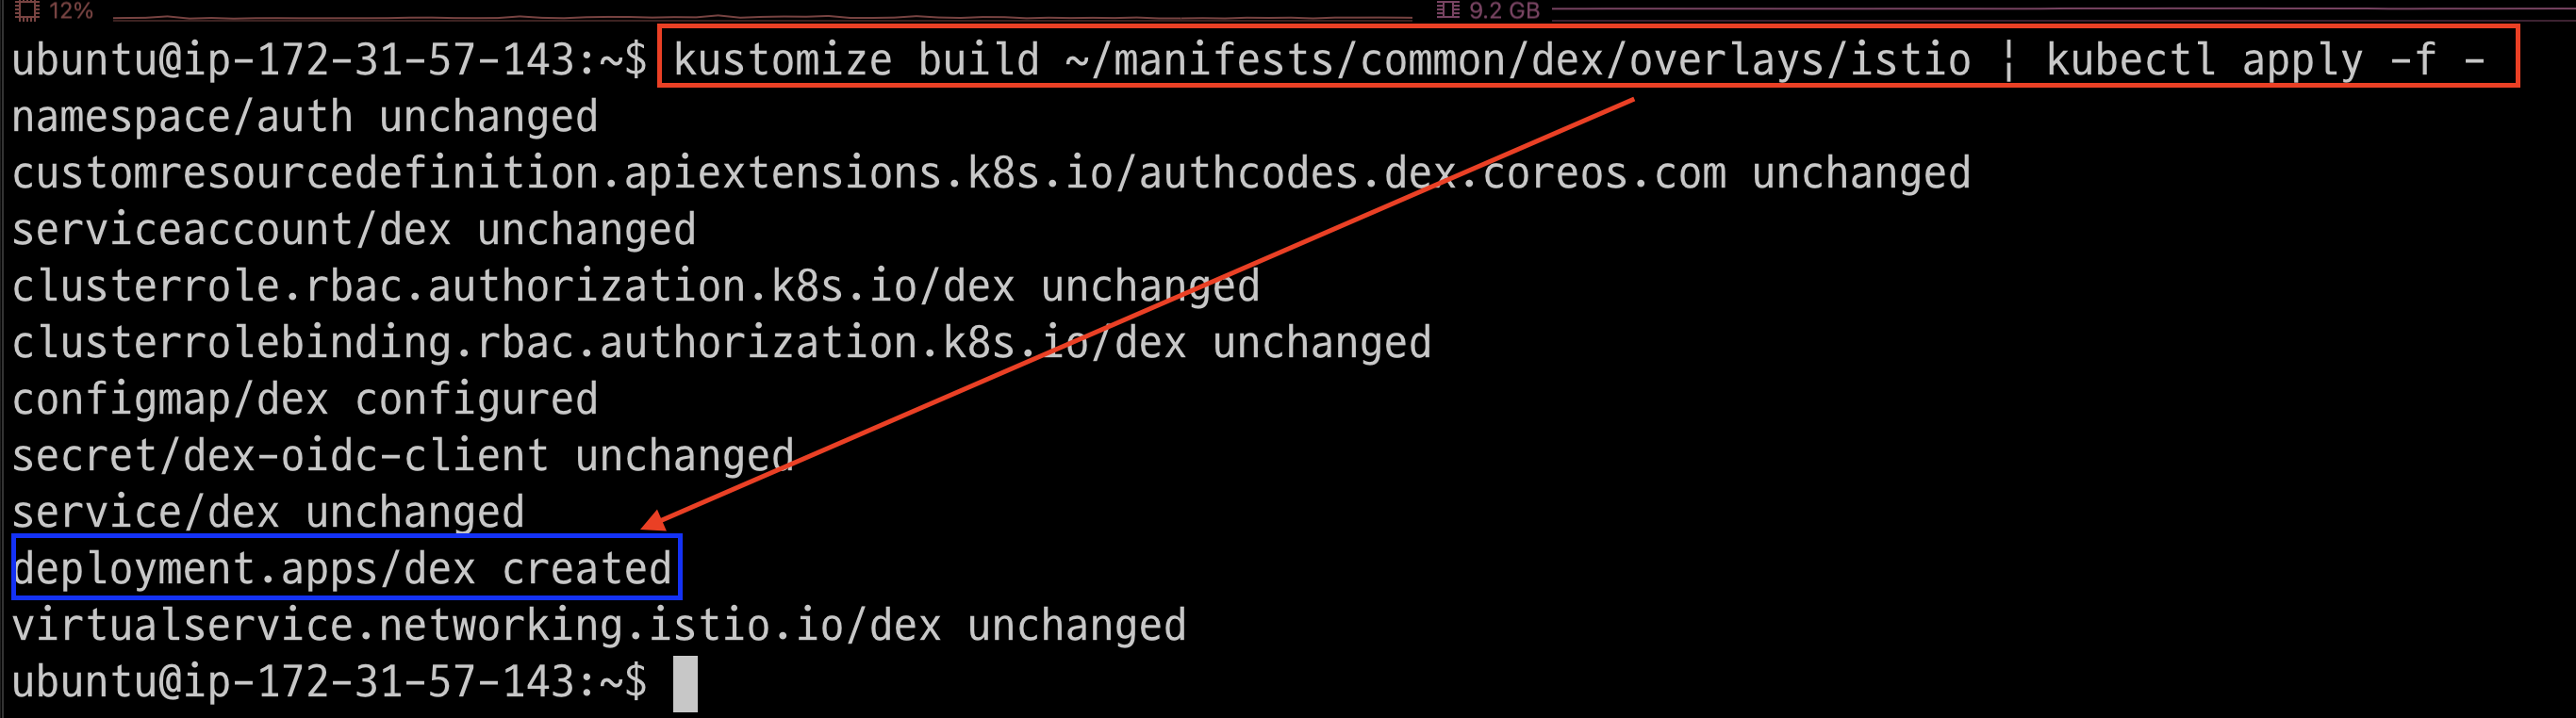 12% 9.2 GB
ubuntu@ip-172-31-57-143:~$ kustomize build ~/manifests/common/dex/overlays/istio | kubectl apply -f -
namespace/auth unchanged
customresourcedefinition.apiextensions.k8s.io/authcodes.dex.coreos.com unchanged
serviceaccount/dex unchanged
clusterrole.rbac.authorization.k8s.io/dex unchanged
clusterrolebinding.rbac.authorization.k8s.io/dex unchanged
configmap/dex configured
secret/dex-oidc-client unchanged
service/dex unchanged
deployment.apps/dex created
virtualservice.networking.istio.io/dex unchanged
ubuntu@ip-172-31-57-143:~$